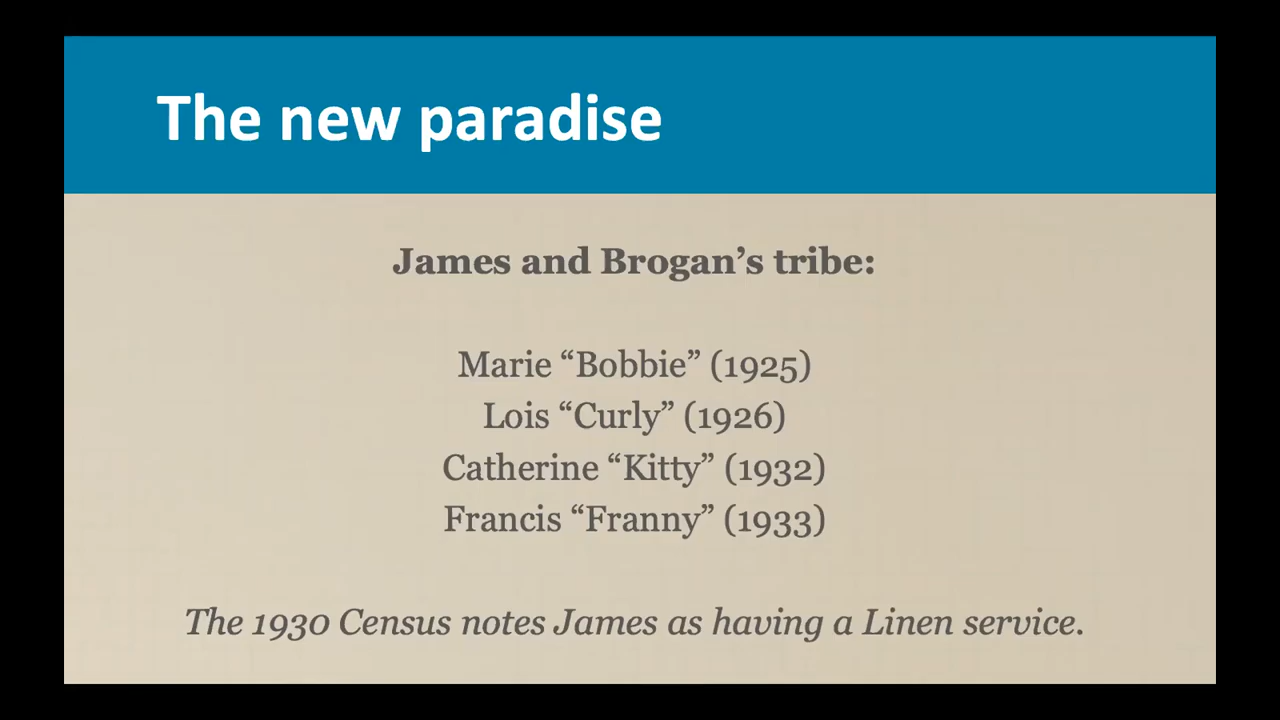 The new paradise
James and Brogan’s tribe:
Marie “Bobbie” (1925)
Lois “Curly” (1926)
Catherine “Kitty” (1932)
Francis “Franny” (1933)
The 1930 Census notes James as having a Linen service.